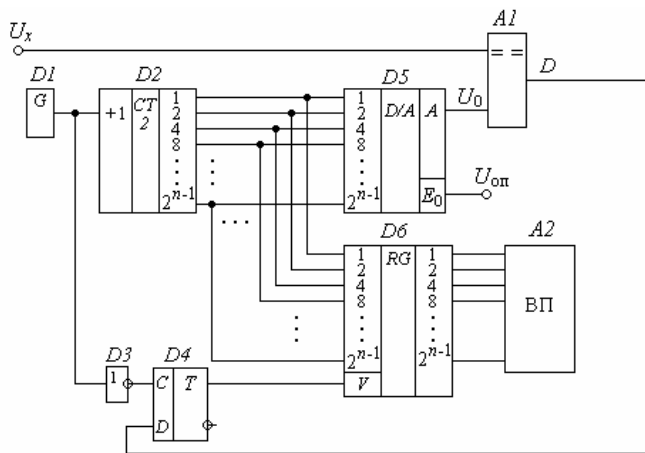 A1
Uₓ
= =
D
D1
D2
D5
G
+1
CT
2
1
2
4
8
2ⁿ⁻¹
1
2
4
8
2ⁿ⁻¹
D/A
A
U₀
E₀
Uоп
D6
A2
1
2
4
8
2ⁿ⁻¹
V
RG
1
2
4
8
2ⁿ⁻¹
ВП
D3
D4
1
C
T
D